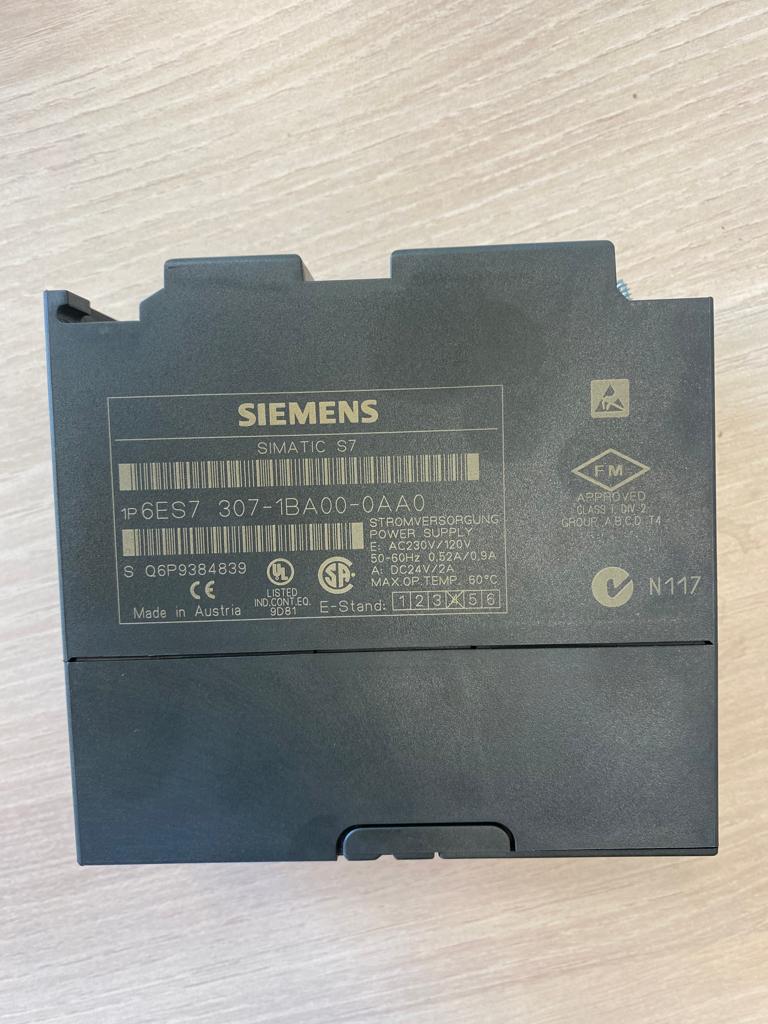 SIEMENS
SIMATIC S7
1P 6ES7 307-1BA00-0AA0
STROMVERSORGUNG
POWER SUPPLY
E: AC230V/120V
50-60Hz 0,52A/0,9A
A: DC24V/2A
MAX.OP.TEMP. 60°C
S Q6P9384839
CE
Made in Austria
UL
LISTED
IND.CONT.EQ.
9D81
SA
E-Stand: 1 2 3 X 5 6
FM
APPROVED
CLASS I, DIV. 2
GROUP A,B,C,D, T4
N117